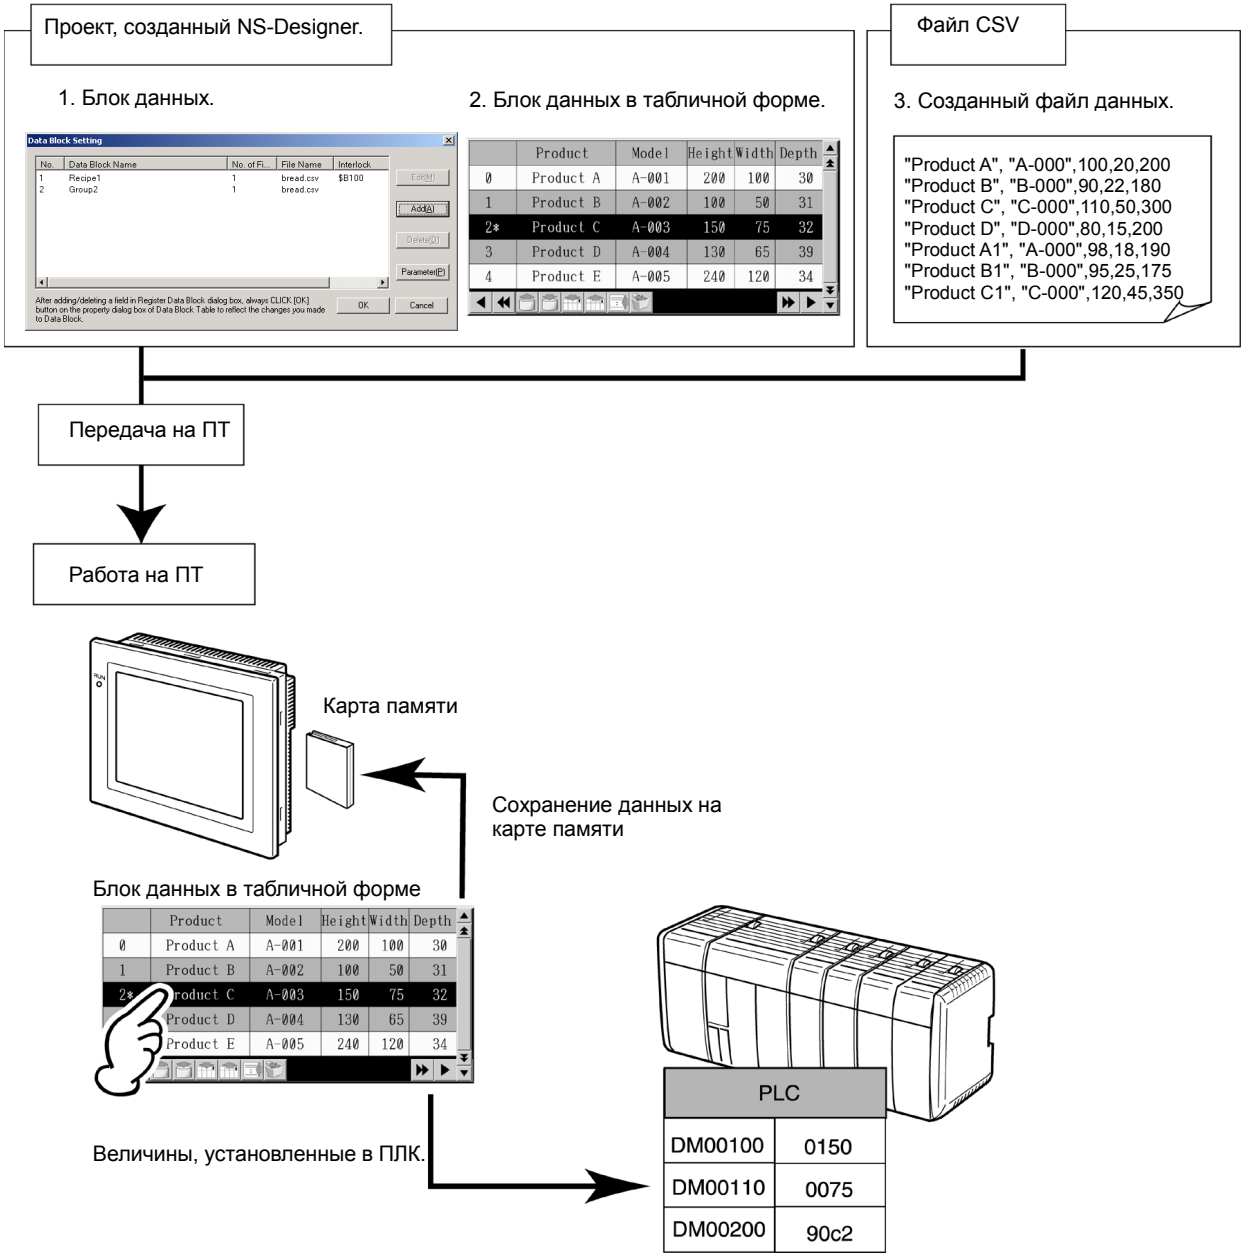 Проект, созданный NS-Designer.
Файл CSV
1. Блок данных.
2. Блок данных в табличной форме.
3. Созданный файл данных.
Data Block Setting
No. Data Block Name No. of Fi... File Name Interlock
1 Recipe1 1 bread.csv $B100
2 Group2 1 bread.csv
Edit(M)
Add(A)
Delete(D)
Parameter(P)
After adding/deleting a field in Register Data Block dialog box, always CLICK [OK]
button on the property dialog box of Data Block Table to reflect the changes you made
to Data Block.
OK Cancel
Product Model Height Width Depth
0 Product A A-001 200 100 30
1 Product B A-002 100 50 31
2* Product C A-003 150 75 32
3 Product D A-004 130 65 39
4 Product E A-005 240 120 34
"Product A", "A-000",100,20,200
"Product B", "B-000",90,22,180
"Product C", "C-000",110,50,300
"Product D", "D-000",80,15,200
"Product A1", "A-000",98,18,190
"Product B1", "B-000",95,25,175
"Product C1", "C-000",120,45,350
Передача на ПТ
Работа на ПТ
RUN
Карта памяти
Сохранение данных на
карте памяти
Блок данных в табличной форме
Product Model Height Width Depth
0 Product A A-001 200 100 30
1 Product B A-002 100 50 31
2* Product C A-003 150 75 32
Product D A-004 130 65 39
Product E A-005 240 120 34
Величины, установленные в ПЛК.
PLC
DM00100 0150
DM00110 0075
DM00200 90c2